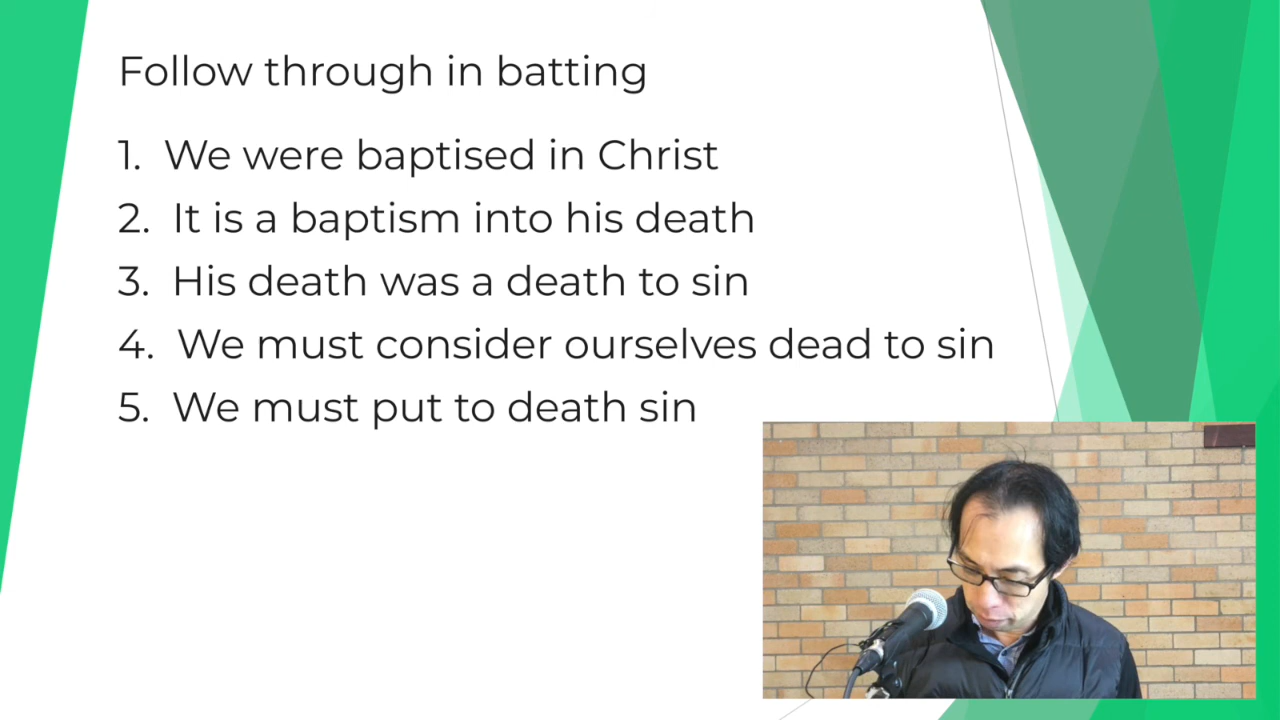 Follow through in batting
1. We were baptised in Christ
2. It is a baptism into his death
3. His death was a death to sin
4. We must consider ourselves dead to sin
5. We must put to death sin